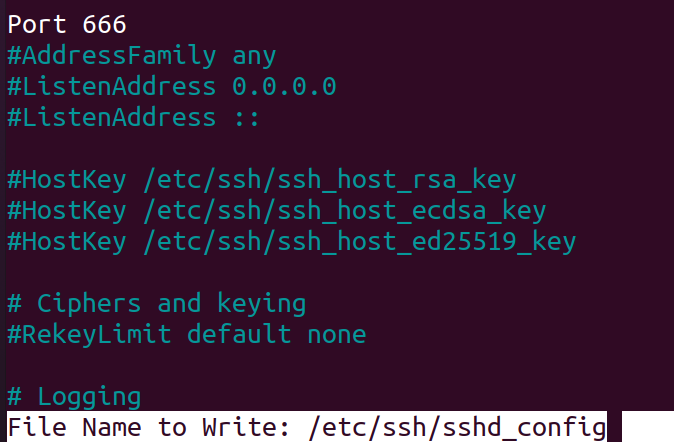 Port 666
#AddressFamily any
#ListenAddress 0.0.0.0
#ListenAddress ::
#HostKey /etc/ssh/ssh_host_rsa_key
#HostKey /etc/ssh/ssh_host_ecdsa_key
#HostKey /etc/ssh/ssh_host_ed25519_key
# Ciphers and keying
#RekeyLimit default none
# Logging
File Name to Write: /etc/ssh/sshd_config